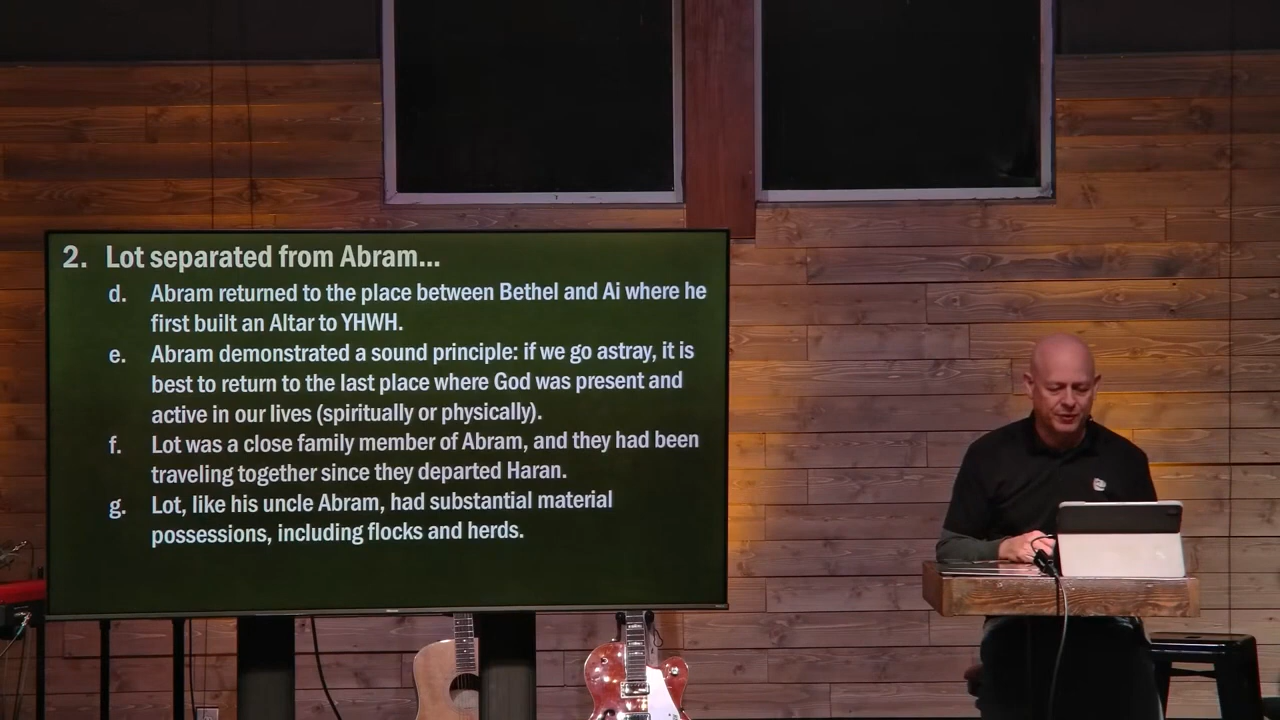 2. Lot separated from Abram...
d. Abram returned to the place between Bethel and Ai where he
first built an Altar to YHWH.
e. Abram demonstrated a sound principle: if we go astray, it is
best to return to the last place where God was present and
active in our lives (spiritually or physically).
f. Lot was a close family member of Abram, and they had been
traveling together since they departed Haran.
g. Lot, like his uncle Abram, had substantial material
possessions, including flocks and herds.